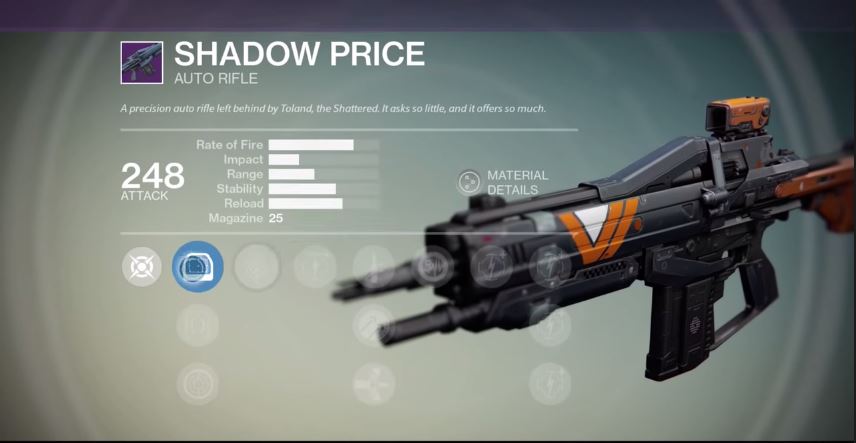 SHADOW PRICE
AUTO RIFLE
A precision auto rifle left behind by Toland, the Shattered. It asks so little, and it offers so much.
248
ATTACK
Rate of Fire
Impact
Range
Stability
Reload
Magazine 25
MATERIAL
DETAILS